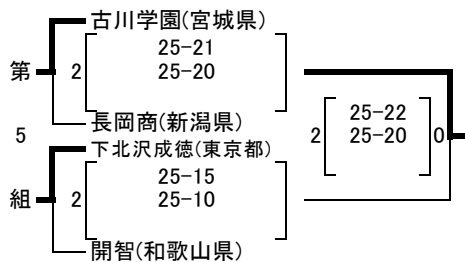 古川学園(宮城県)
25-21
第 2 25-20
25-22
長岡商(新潟県)
5 2 25-20 0
下北沢成徳(東京都)
25-15
組 2 25-10
開智(和歌山県)